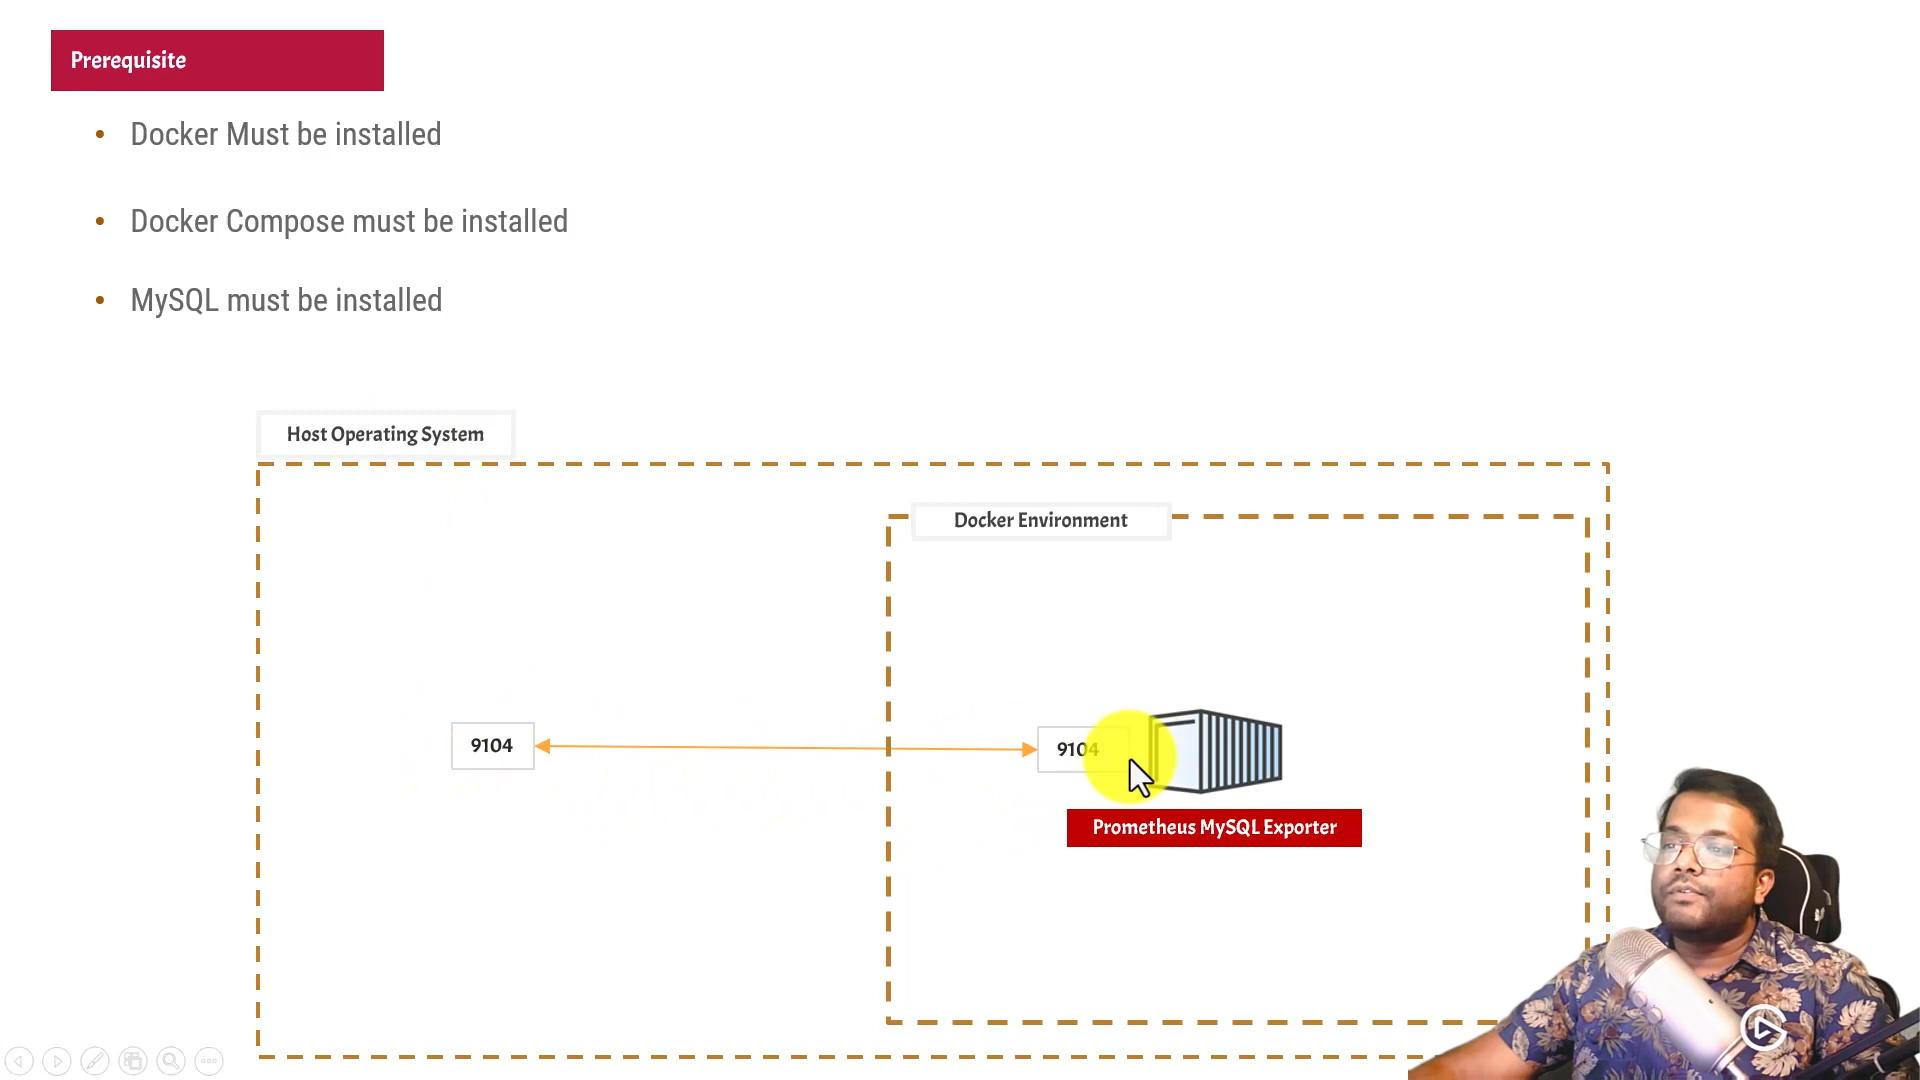 Prerequisite
• Docker Must be installed
• Docker Compose must be installed
• MySQL must be installed
Host Operating System
Docker Environment
9104
9104
Prometheus MySQL Exporter